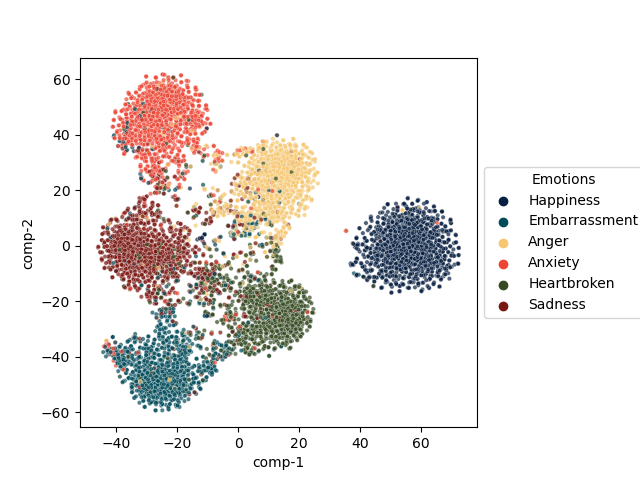 60
40
20
0
−20
−40
−60
comp-2
−40
−20
0
20
40
60
comp-1
Emotions
Happiness
Embarrassment
Anger
Anxiety
Heartbroken
Sadness